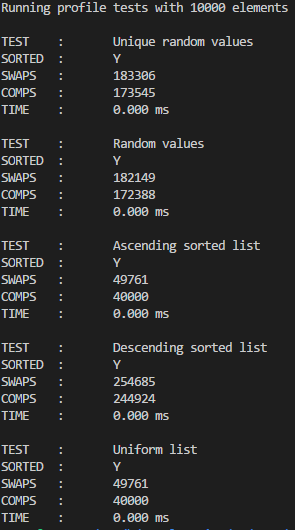 Running profile tests with 10000 elements
TEST : Unique random values
SORTED : Y
SWAPS : 183306
COMPS : 173545
TIME : 0.000 ms
TEST : Random values
SORTED : Y
SWAPS : 182149
COMPS : 172388
TIME : 0.000 ms
TEST : Ascending sorted list
SORTED : Y
SWAPS : 49761
COMPS : 40000
TIME : 0.000 ms
TEST : Descending sorted list
SORTED : Y
SWAPS : 254685
COMPS : 244924
TIME : 0.000 ms
TEST : Uniform list
SORTED : Y
SWAPS : 49761
COMPS : 40000
TIME : 0.000 ms